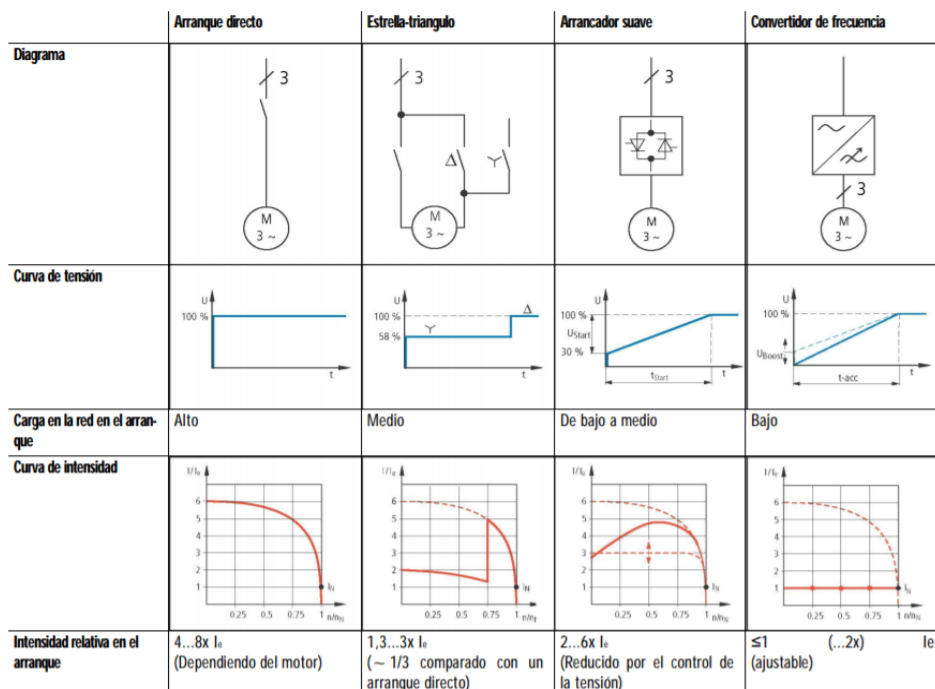 Arranque directo
Estrella-triangulo
Arrancador suave
Convertidor de frecuencia
Diagrama
3
M
3 ~
3
Δ
M
3 ~
3
M
3 ~
3
M
3 ~
Curva de tensión
U
100 %
t
U
100 %
58 %
Δ
t
U
100 %
UStart
30 %
tStart
t
U
100 %
UBoost
t-acc
t
Carga en la red en el arran-
que
Alto
Medio
De bajo a medio
Bajo
Curva de intensidad
I/Ie
6
5
4
3
2
1
IN
0.25 0.5 0.75 1 n/nN
I/Ie
6
5
4
3
2
1
IN
0.25 0.5 0.75 1 n/nN
I/Ie
6
5
4
3
2
1
IN
0.25 0.5 0.75 1 n/nN
I/Ie
6
5
4
3
2
1
IN
0.25 0.5 0.75 1 n/nN
Intensidad relativa en el
arranque
4...8x Ie
(Dependiendo del motor)
1,3...3x Ie
(~ 1/3 comparado con un
arranque directo)
2...6x Ie
(Reducido por el control de
la tensión)
≤1 (...2x) Ie
(ajustable)